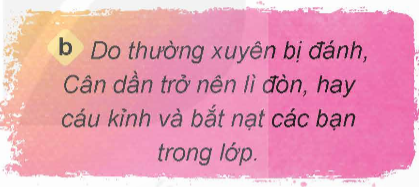 b Do thường xuyên bị đánh,
Cân dần trở nên lì đòn, hay
cáu kỉnh và bắt nạt các bạn
trong lớp.